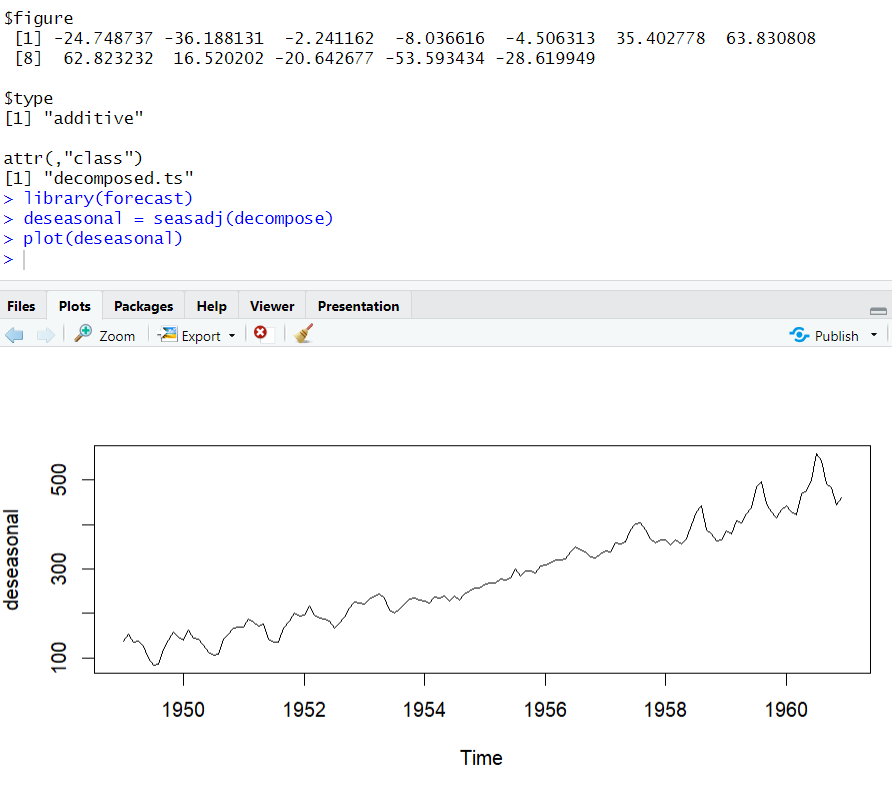 $figure
 [1] -24.748737 -36.188131  -2.241162  -8.036616  -4.506313  35.402778  63.830808
 [8]  62.823232  16.520202 -20.642677 -53.593434 -28.619949
$type
[1] "additive"
attr(,"class")
[1] "decomposed.ts"
> library(forecast)
> deseasonal = seasadj(decompose)
> plot(deseasonal)
>
Files Plots Packages Help Viewer Presentation
Zoom Export Publish
500
300
100
deseasonal
1950 1952 1954 1956 1958 1960
Time